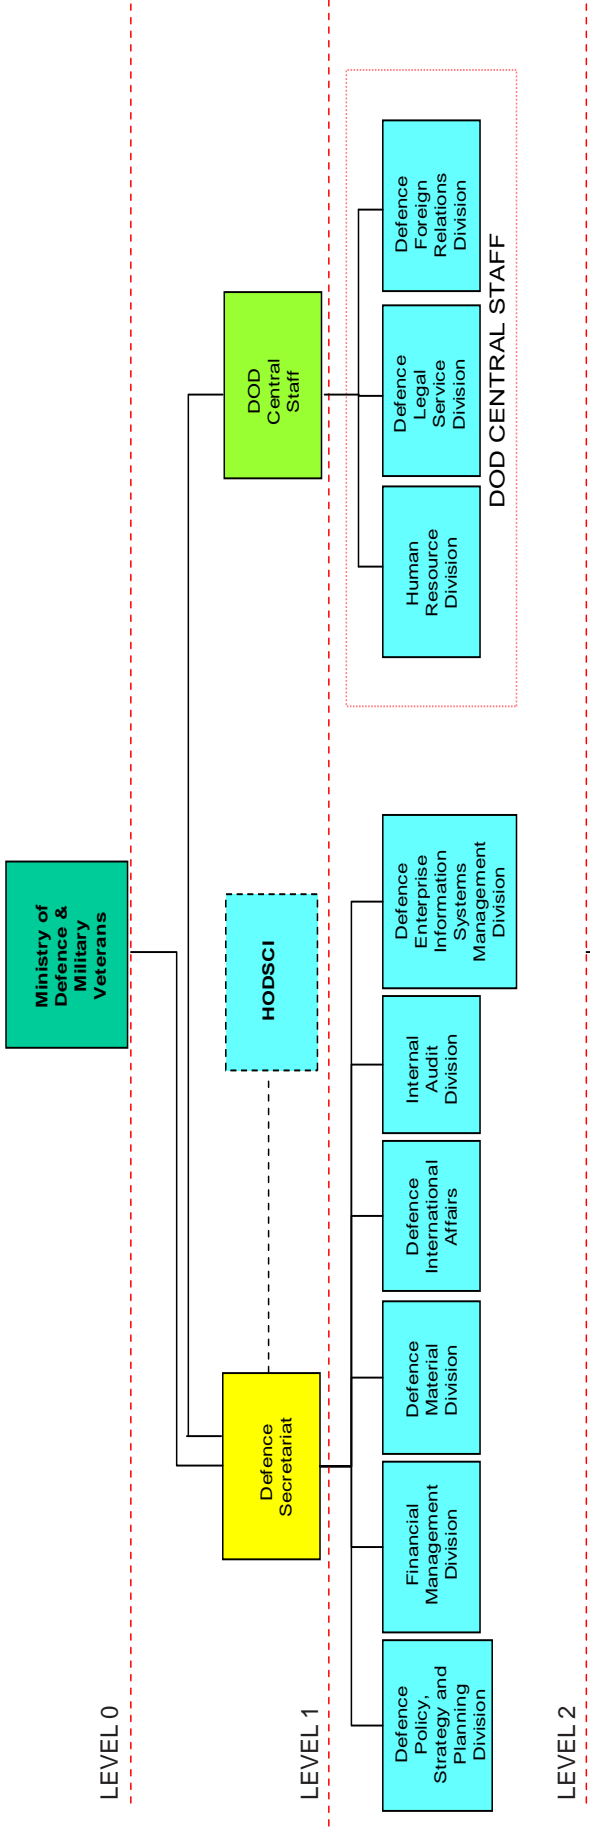 Ministry of
Defence &
Military
Veterans
LEVEL 0
Defence
Secretariat
HODSCI
DOD
Central
Staff
LEVEL 1
Defence
Policy,
Strategy and
Planning
Division
Financial
Management
Division
Defence
Material
Division
Defence
International
Affairs
Internal
Audit
Division
Defence
Enterprise
Information
Systems
Management
Division
Human
Resource
Division
Defence
Legal
Service
Division
Defence
Foreign
Relations
Division
DOD CENTRAL STAFF
LEVEL 2